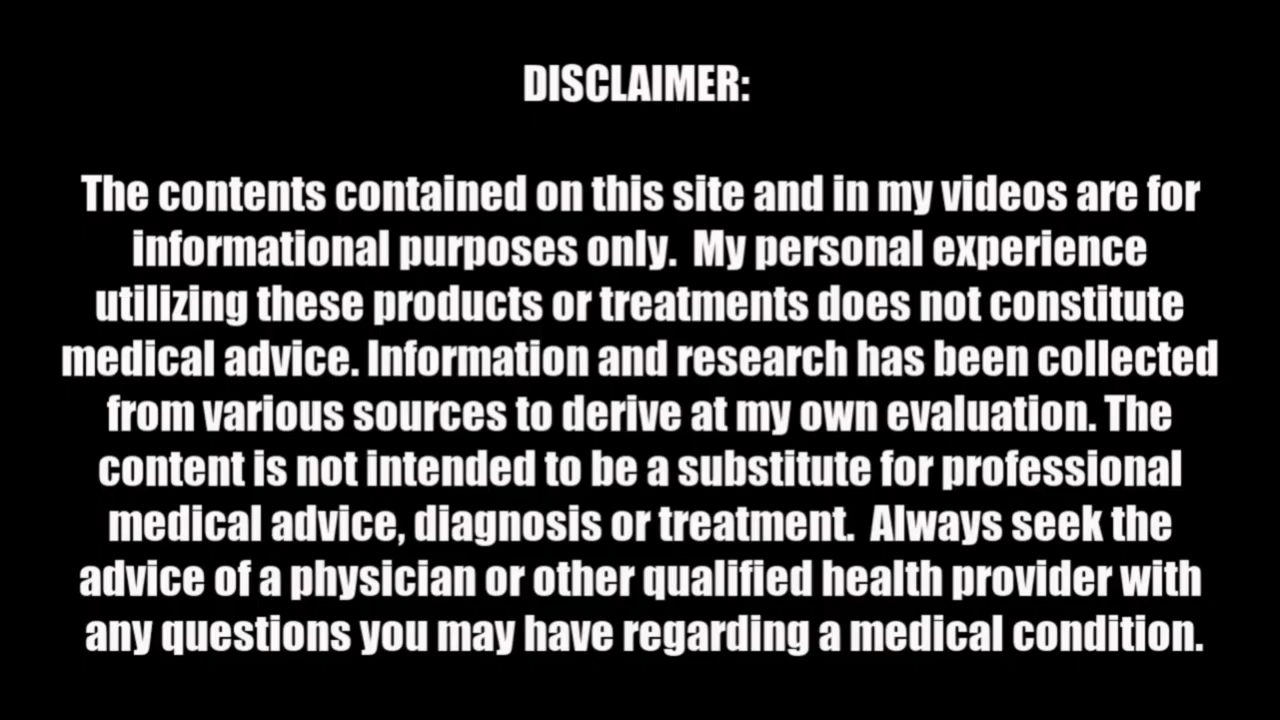 DISCLAIMER:
The contents contained on this site and in my videos are for
informational purposes only.  My personal experience
utilizing these products or treatments does not constitute
medical advice. Information and research has been collected
from various sources to derive at my own evaluation. The
content is not intended to be a substitute for professional
medical advice, diagnosis or treatment.  Always seek the
advice of a physician or other qualified health provider with
any questions you may have regarding a medical condition.